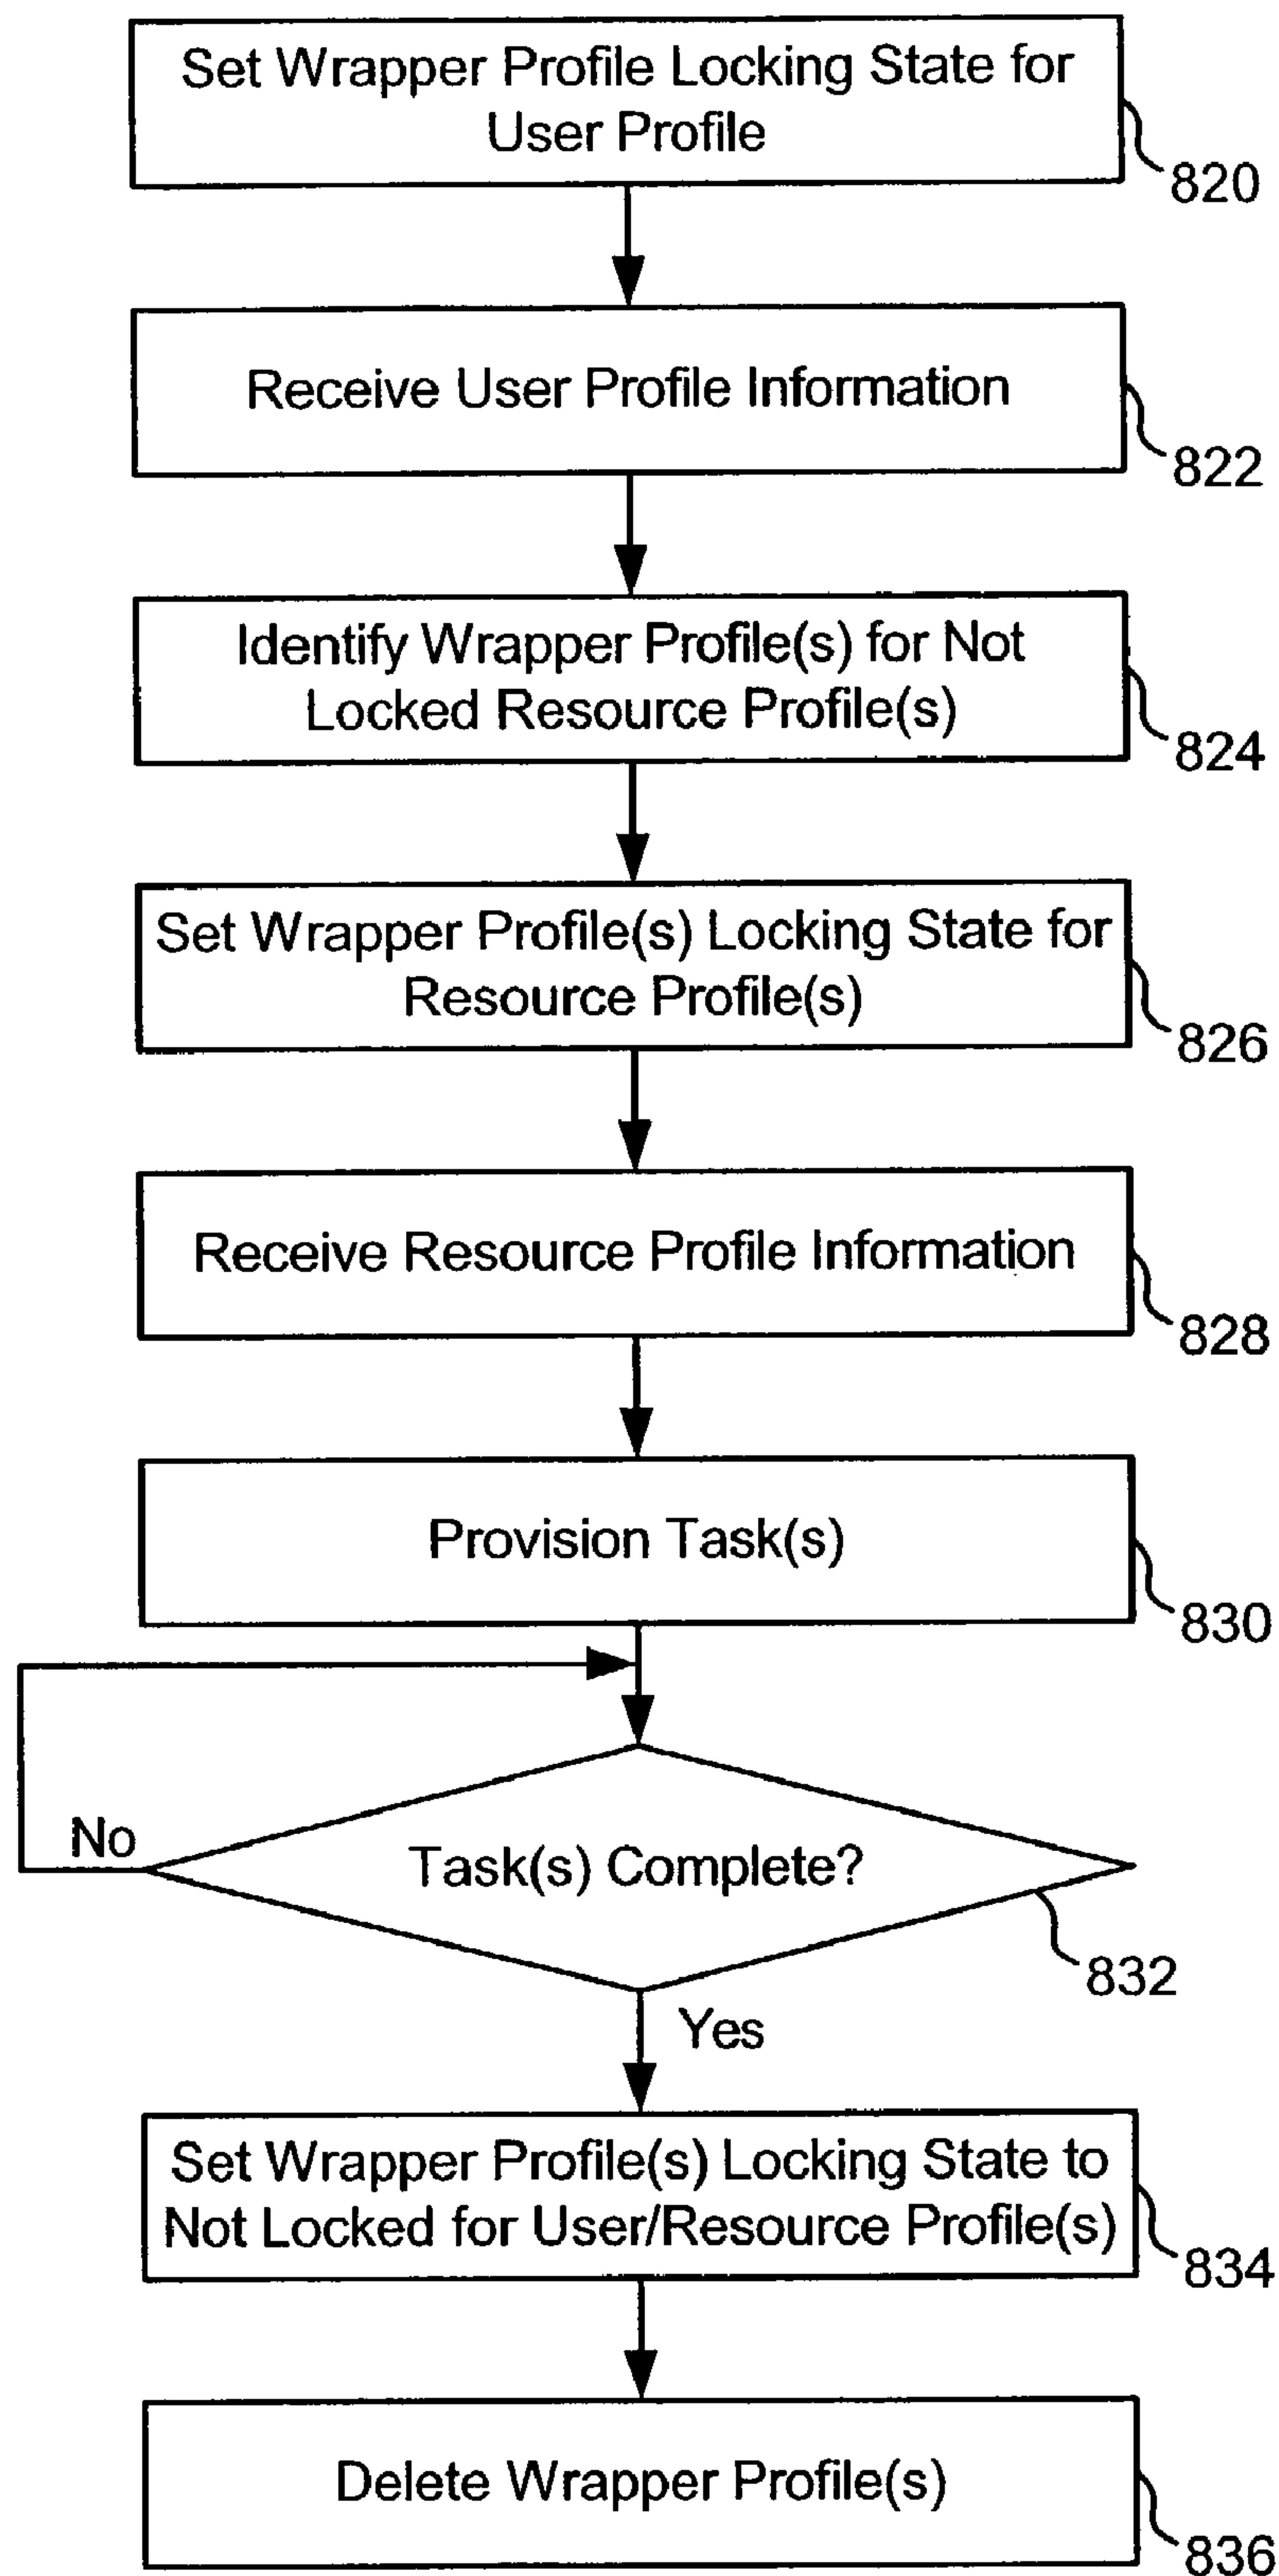 Set Wrapper Profile Locking State for
User Profile
820
Receive User Profile Information
822
Identify Wrapper Profile(s) for Not
Locked Resource Profile(s)
824
Set Wrapper Profile(s) Locking State for
Resource Profile(s)
826
Receive Resource Profile Information
828
Provision Task(s)
830
No
Task(s) Complete?
832
Yes
Set Wrapper Profile(s) Locking State to
Not Locked for User/Resource Profile(s)
834
Delete Wrapper Profile(s)
836